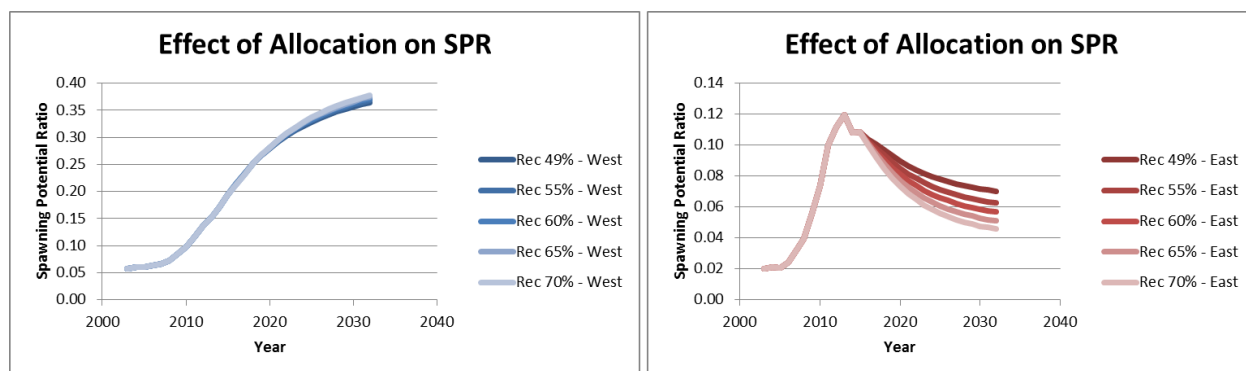 Effect of Allocation on SPR
Spawning Potential Ratio
0.40
0.35
0.30
0.25
0.20
0.15
0.10
0.05
0.00
2000 2010 2020 2030 2040
Year
Rec 49% - West
Rec 55% - West
Rec 60% - West
Rec 65% - West
Rec 70% - West
Effect of Allocation on SPR
Spawning Potential Ratio
0.14
0.12
0.10
0.08
0.06
0.04
0.02
0.00
2000 2010 2020 2030 2040
Year
Rec 49% - East
Rec 55% - East
Rec 60% - East
Rec 65% - East
Rec 70% - East